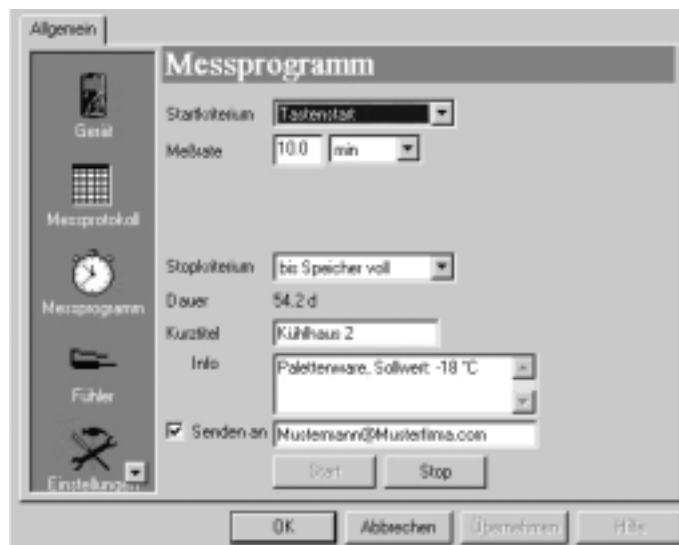 Allgemein
Messprogramm
Gerät
Messprotokoll
Messprogramm
Fühler
Einstellungen
Startkriterium Tastenstart
Meßrate 10.0 min
Stopkriterium bis Speicher voll
Dauer 54.2 d
Kurztitel Kühlhaus 2
Info Palettenware, Sollwert: -18 °C
Senden an Mustermann@Musterfirma.com
Start Stop
OK Abbrechen Übernehmen Hilfe